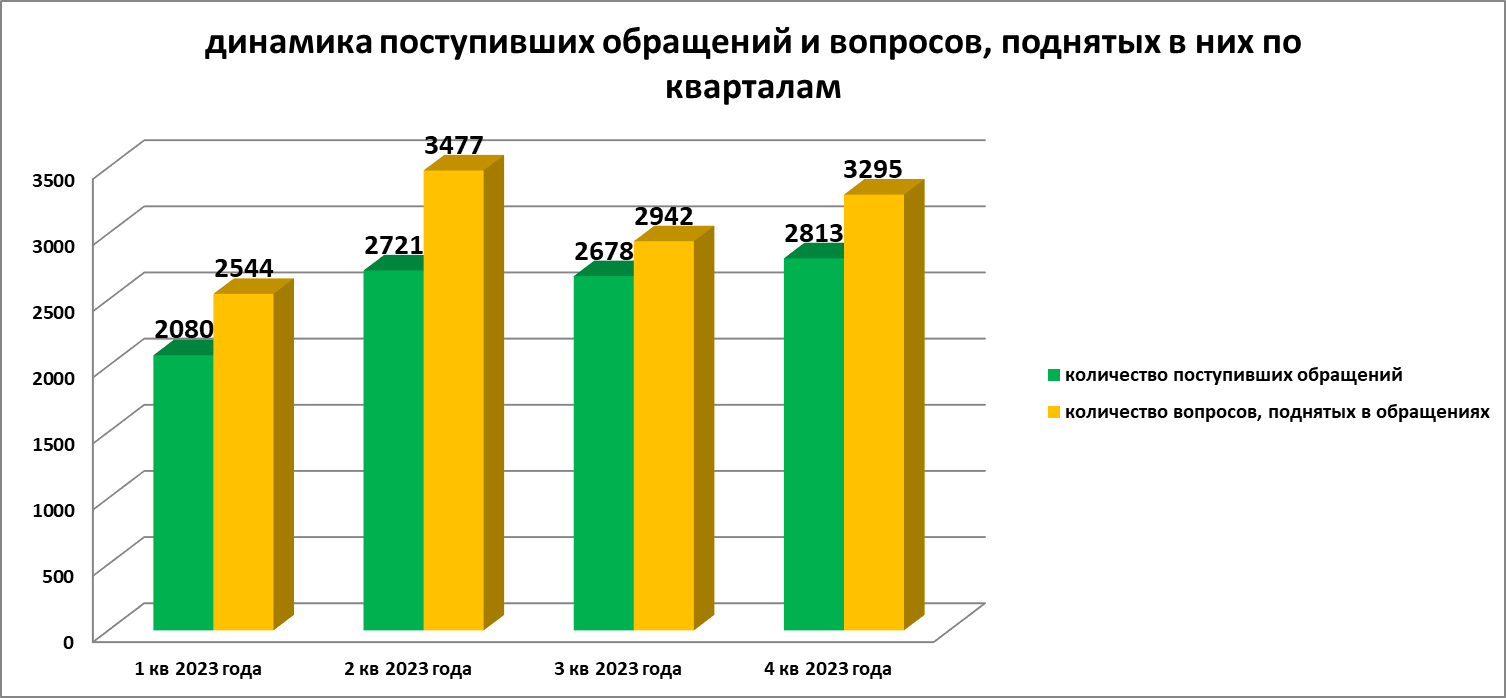 динамика поступивших обращений и вопросов, поднятых в них по
кварталам
3500
3000
2500
2000
1500
1000
500
0
2080
2544
2721
3477
2678
2942
2813
3295
1 кв 2023 года
2 кв 2023 года
3 кв 2023 года
4 кв 2023 года
количество поступивших обращений
количество вопросов, поднятых в обращениях